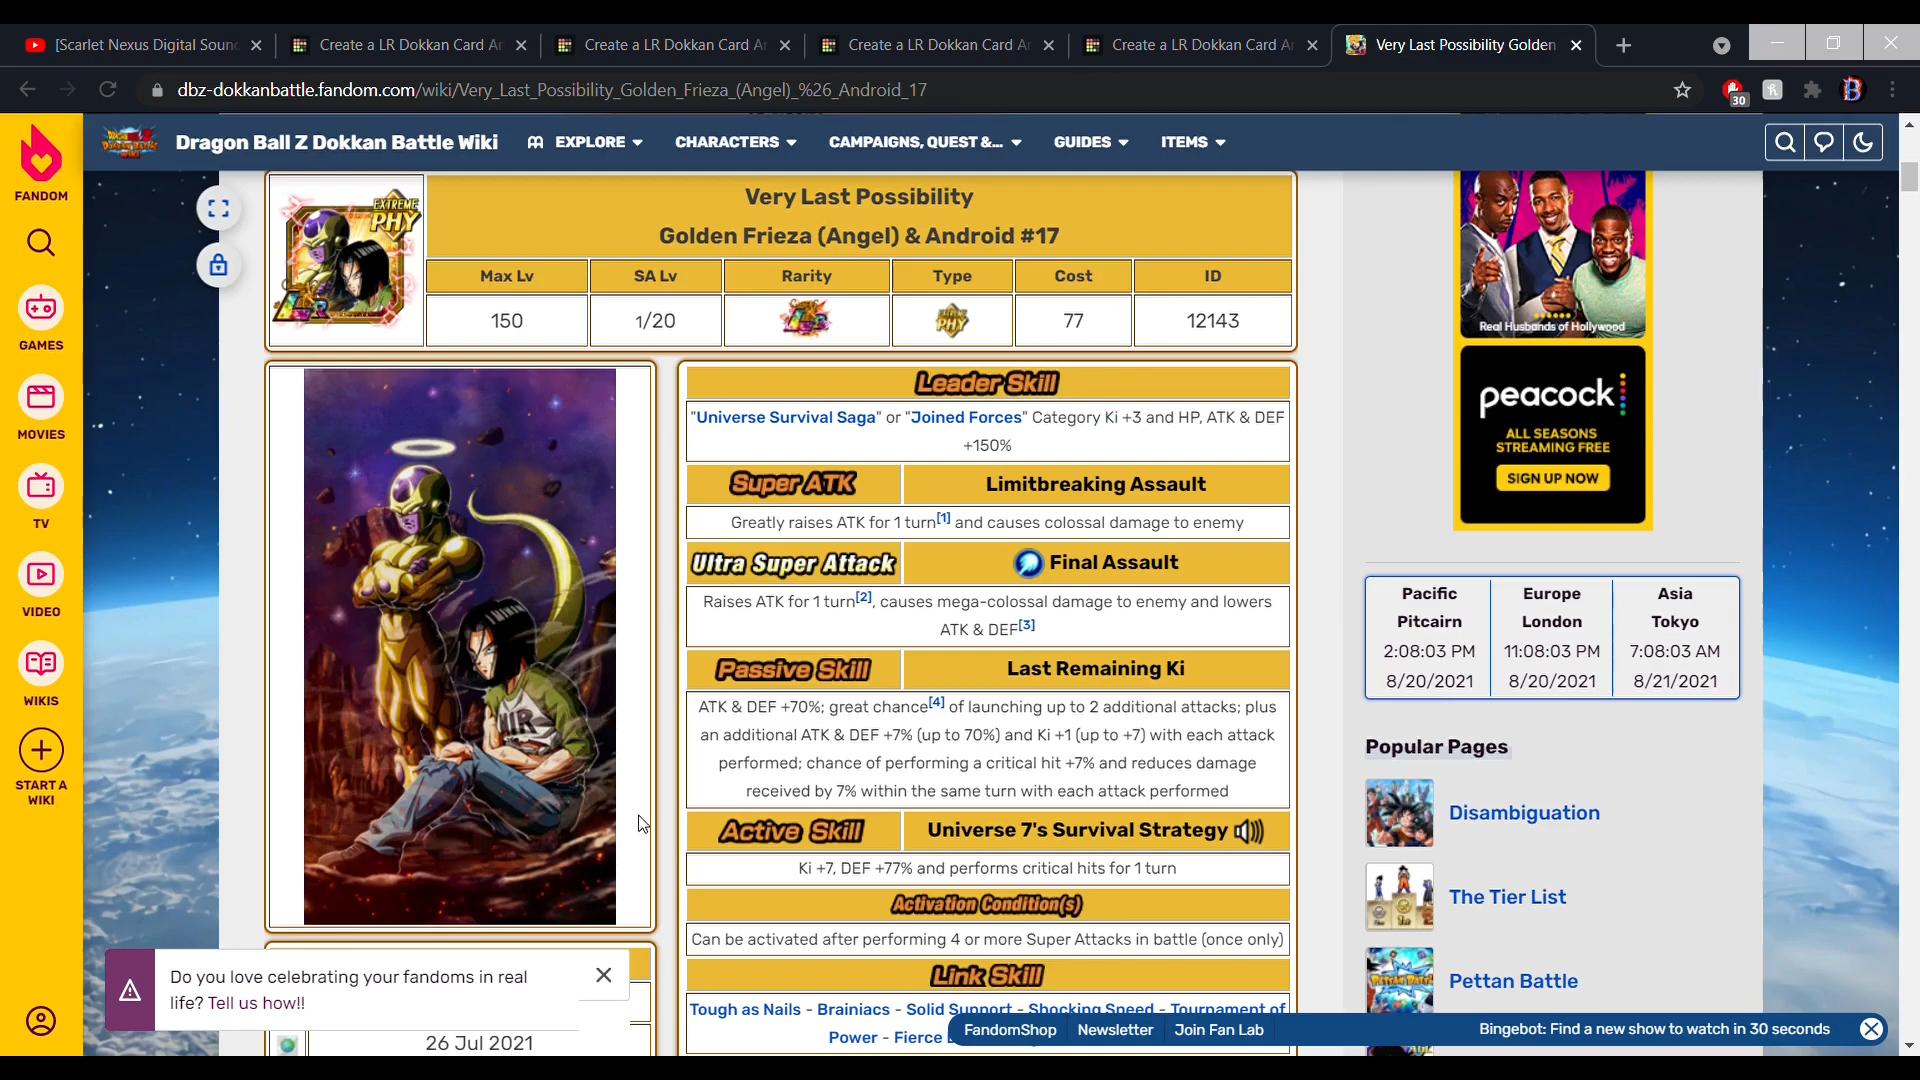 [Scarlet Nexus Digital Soun
Create a LR Dokkan Card Ar
Create a LR Dokkan Card Ar
Create a LR Dokkan Card Ar
Create a LR Dokkan Card Ar
Very Last Possibility Golden
dbz-dokkanbattle.fandom.com/wiki/Very_Last_Possibility_Golden_Frieza_(Angel)_%26_Android_17
30
FANDOM
GAMES
MOVIES
TV
VIDEO
WIKIS
START A
WIKI
Dragon Ball Z Dokkan Battle Wiki
EXPLORE
CHARACTERS
CAMPAIGNS, QUEST &...
GUIDES
ITEMS
EXTREME
PHY
LR
Very Last Possibility
Golden Frieza (Angel) & Android #17
Max Lv
SA Lv
Rarity
Type
Cost
ID
150
1/20
LR
PHY
77
12143
Leader Skill
"Universe Survival Saga" or "Joined Forces" Category Ki +3 and HP, ATK & DEF
+150%
Super ATK
Limitbreaking Assault
Greatly raises ATK for 1 turn[1] and causes colossal damage to enemy
Ultra Super Attack
Final Assault
Raises ATK for 1 turn[2], causes mega-colossal damage to enemy and lowers
ATK & DEF[3]
Passive Skill
Last Remaining Ki
ATK & DEF +70%; great chance[4] of launching up to 2 additional attacks; plus
an additional ATK & DEF +7% (up to 70%) and Ki +1 (up to +7) with each attack
performed; chance of performing a critical hit +7% and reduces damage
received by 7% within the same turn with each attack performed
Active Skill
Universe 7's Survival Strategy
Ki +7, DEF +77% and performs critical hits for 1 turn
Activation Condition(s)
Can be activated after performing 4 or more Super Attacks in battle (once only)
Link Skill
Tough as Nails - Brainiacs - Solid Support - Shocking Speed - Tournament of
Power - Fierce
MIR
Do you love celebrating your fandoms in real
life? Tell us how!!
26 Jul 2021
Real Husbands of Hollywood
peacock
ALL SEASONS
STREAMING FREE
SIGN UP NOW
Pacific
Pitcairn
2:08:03 PM
8/20/2021
Europe
London
11:08:03 PM
8/20/2021
Asia
Tokyo
7:08:03 AM
8/21/2021
Popular Pages
Disambiguation
The Tier List
Pettan Battle
FandomShop
Newsletter
Join Fan Lab
Bingebot: Find a new show to watch in 30 seconds